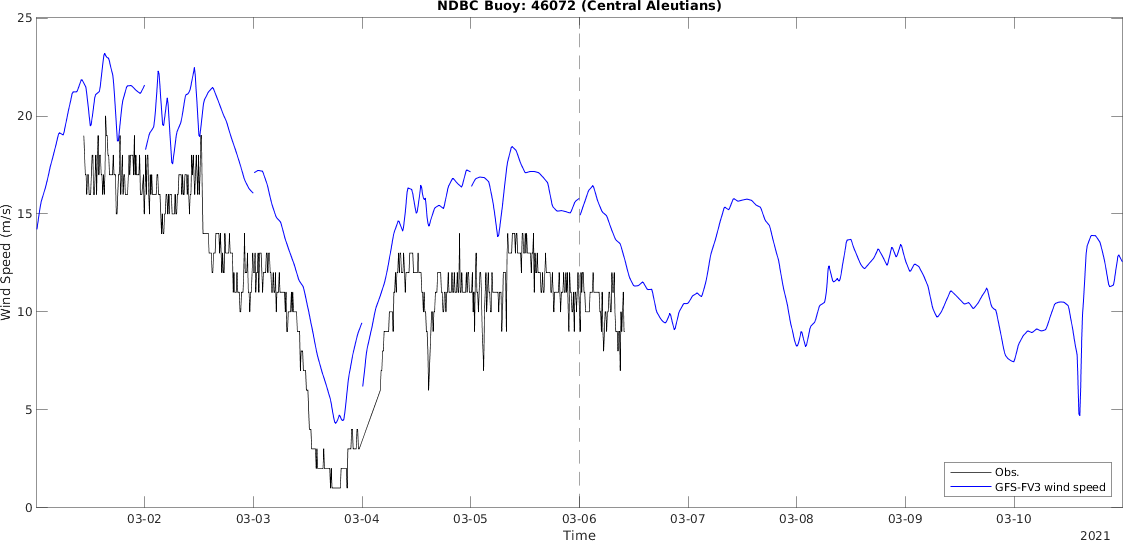 NDBC Buoy: 46072 (Central Aleutians)
25
20
15
10
5
0
Wind Speed (m/s)
Obs.
GFS-FV3 wind speed
03-02 03-03 03-04 03-05 03-06 03-07 03-08 03-09 03-10
Time
2021